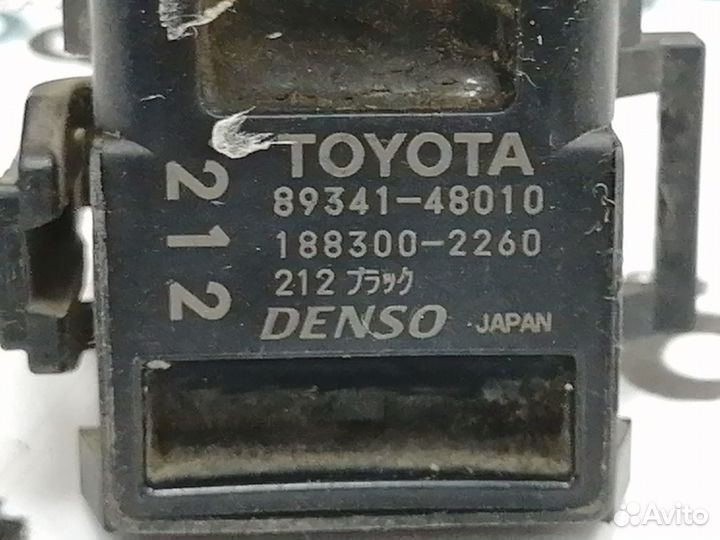 TOYOTA
89341-48010
188300-2260
212 ブラック
DENSO JAPAN
212
Avito